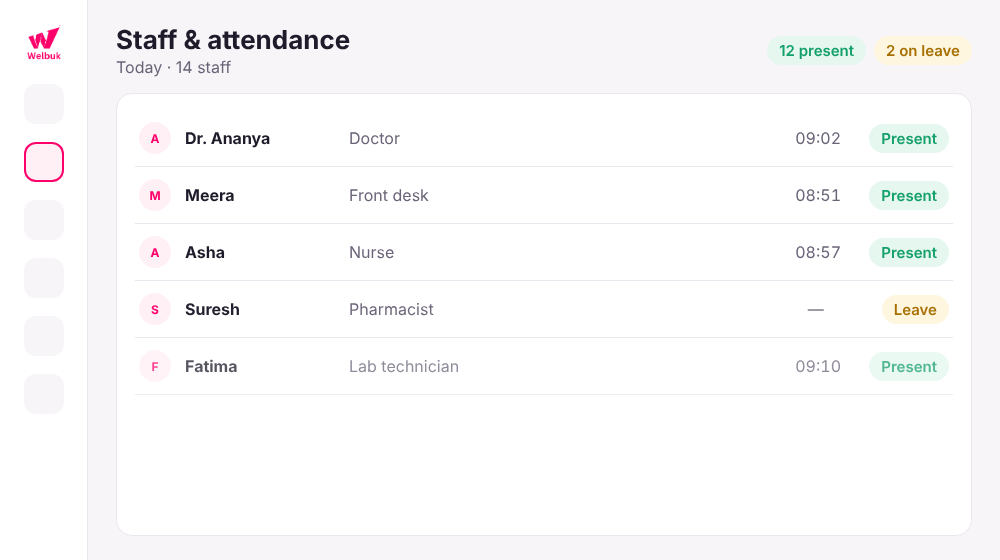 Welbuk
Staff & attendance
Today · 14 staff
12 present
2 on leave
A Dr. Ananya Doctor 09:02 Present
M Meera Front desk 08:51 Present
A Asha Nurse 08:57 Present
S Suresh Pharmacist — Leave
F Fatima Lab technician 09:10 Present